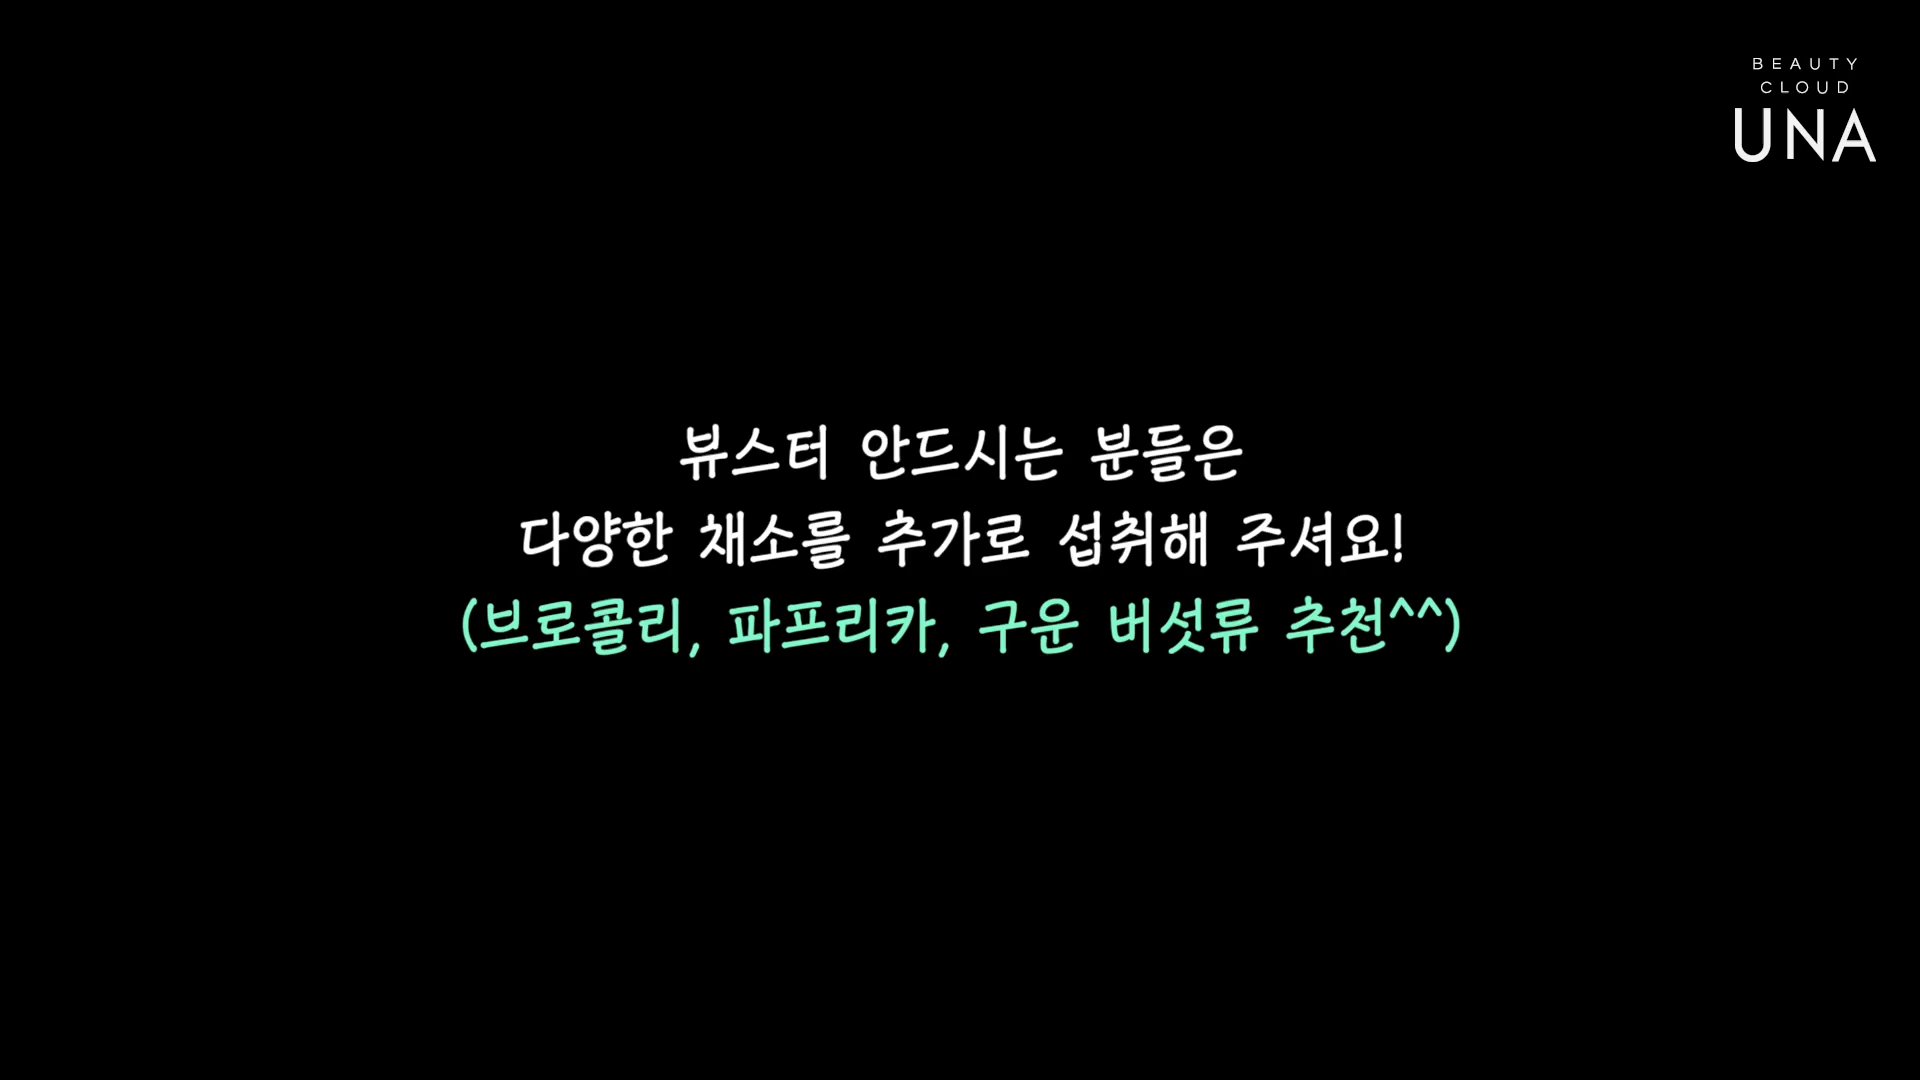 BEAUTY
CLOUD
UNA
뷰스터 안드시는 분들은
다양한 채소를 추가로 섭취해 주셔요!
(브로콜리, 파프리카, 구운 버섯류 추천^^)